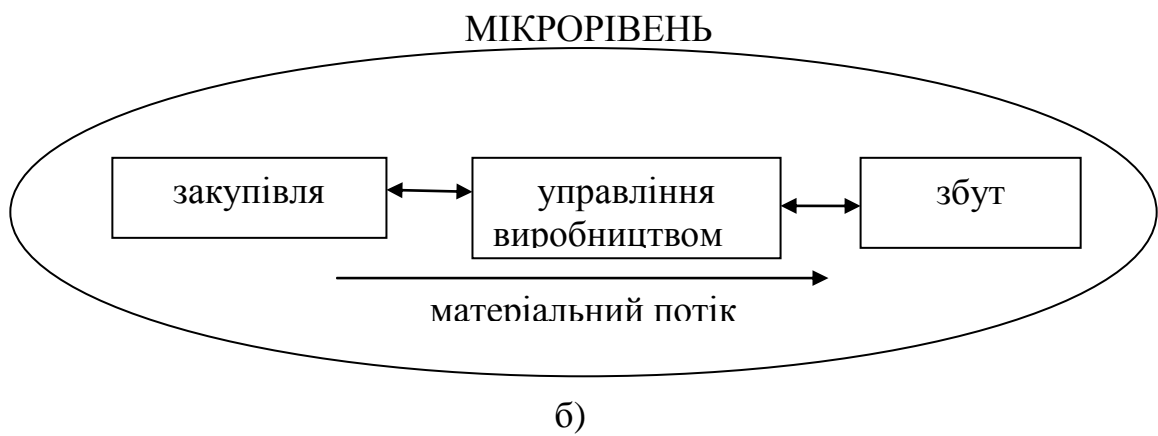 МІКРОРІВЕНЬ
закупівля
управління
виробництвом
збут
матеріальний потік
б)